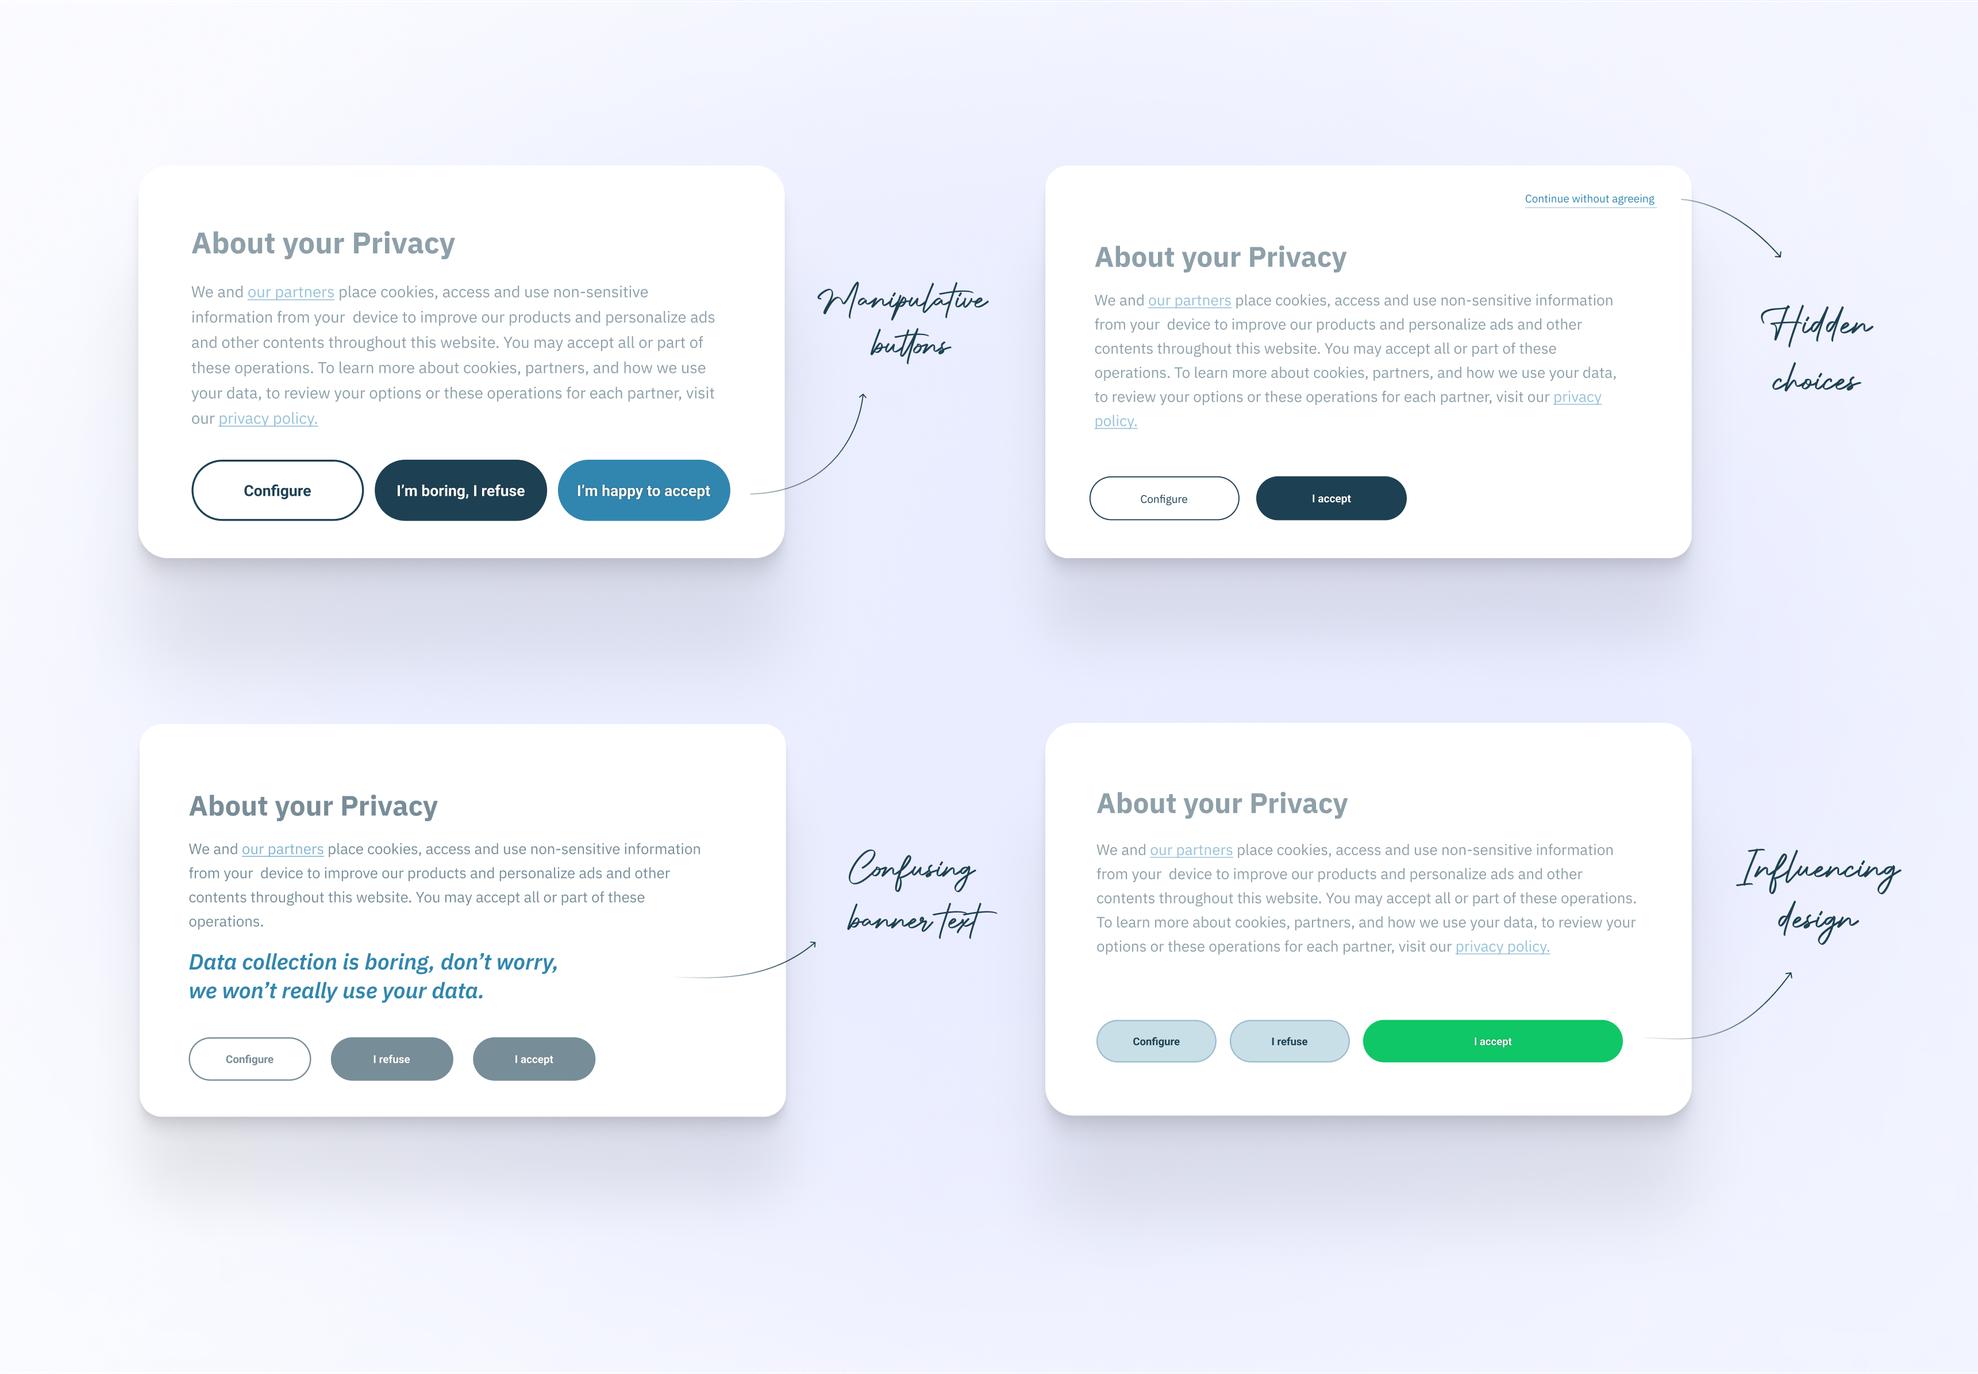 About your Privacy
We and our partners place cookies, access and use non-sensitive
information from your device to improve our products and personalize ads
and other contents throughout this website. You may accept all or part of
these operations. To learn more about cookies, partners, and how we use
your data, to review your options or these operations for each partner, visit
our privacy policy.
Configure
I'm boring, I refuse
I'm happy to accept
Manipulative
buttons
Continue without agreeing
About your Privacy
We and our partners place cookies, access and use non-sensitive information
from your device to improve our products and personalize ads and other
contents throughout this website. You may accept all or part of these
operations. To learn more about cookies, partners, and how we use your data,
to review your options or these operations for each partner, visit our privacy
policy.
Configure
I accept
Hidden
choices
About your Privacy
We and our partners place cookies, access and use non-sensitive information
from your device to improve our products and personalize ads and other
contents throughout this website. You may accept all or part of these
operations.
Data collection is boring, don't worry,
we won't really use your data.
Configure
I refuse
I accept
Confusing
banner text
About your Privacy
We and our partners place cookies, access and use non-sensitive information
from your device to improve our products and personalize ads and other
contents throughout this website. You may accept all or part of these operations.
To learn more about cookies, partners, and how we use your data, to review your
options or these operations for each partner, visit our privacy policy.
Configure
I refuse
I accept
Influencing
design